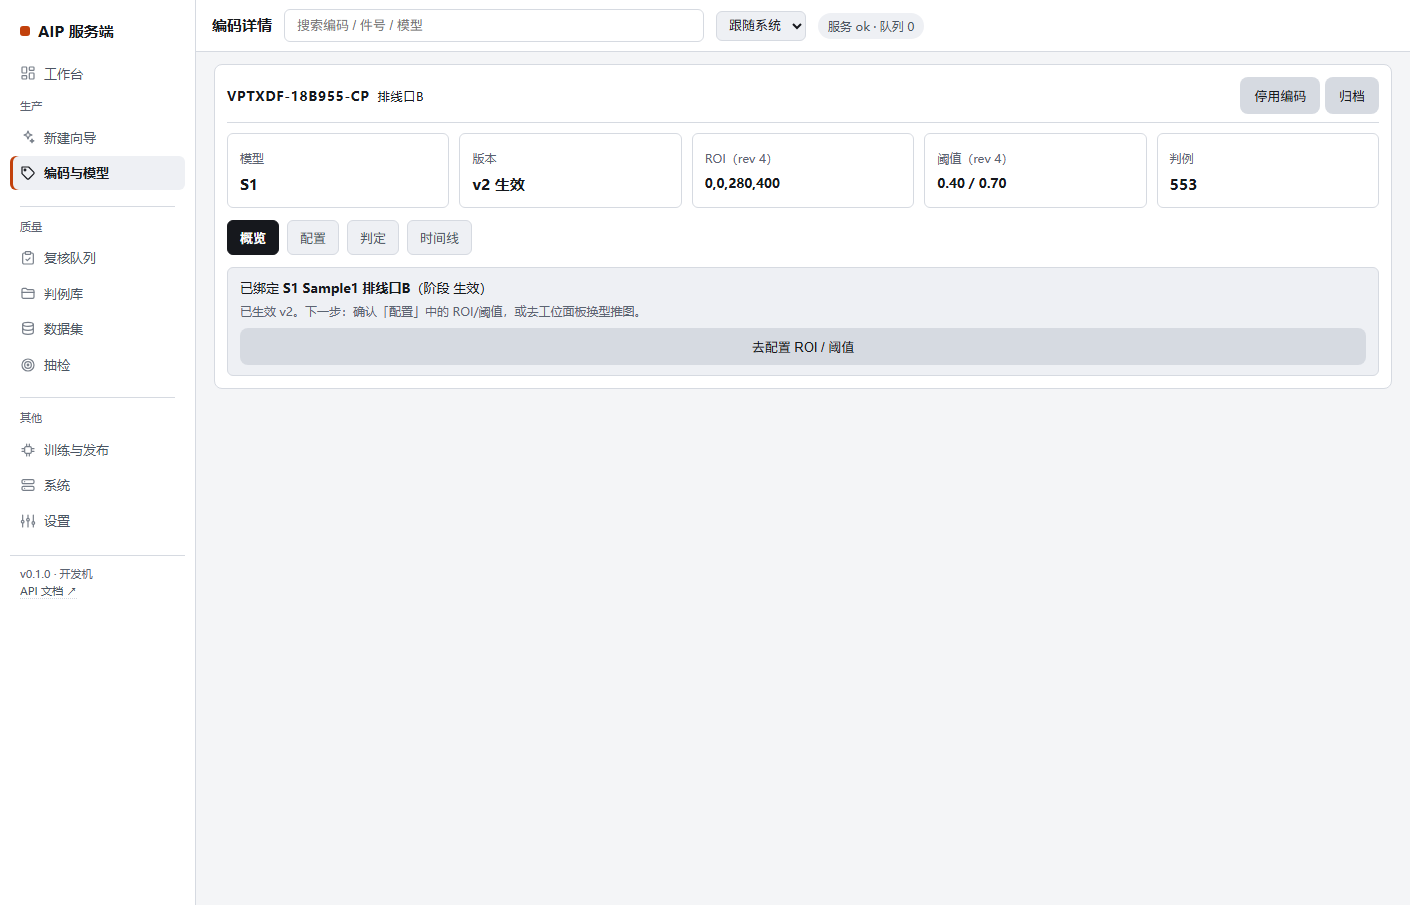 AIP 服务端
工作台
生产
新建向导
编码与模型
质量
复核队列
判例库
数据集
抽检
其他
训练与发布
系统
设置
v0.1.0 · 开发机
API 文档 ↗
编码详情
搜索编码 / 件号 / 模型
跟随系统
服务 ok · 队列 0
VPTXDF-18B955-CP 排线口B
停用编码
归档
模型
S1
版本
v2 生效
ROI（rev 4）
0,0,280,400
阈值（rev 4）
0.40 / 0.70
判例
553
概览
配置
判定
时间线
已绑定 S1 Sample1 排线口B（阶段 生效）
已生效 v2。下一步：确认「配置」中的 ROI/阈值，或去工位面板换型推图。
去配置 ROI / 阈值